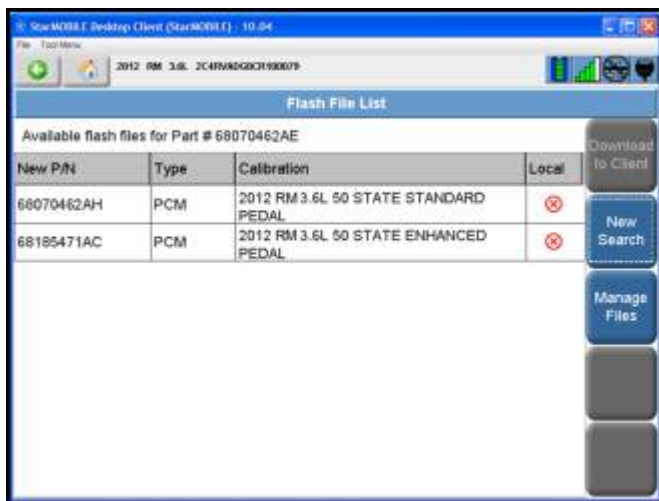 StarMOBILE Desktop Client (StarMOBILE) - 10.04
File Tool Menu
2012 RM 3.6L
Flash File List
Available flash files for Part # 68070462AE
New P/N Type Calibration Local
68070462AH PCM 2012 RM 3.6L 50 STATE STANDARD
PEDAL
68185471AC PCM 2012 RM 3.6L 50 STATE ENHANCED
PEDAL
Download
to Client
New
Search
Manage
Files